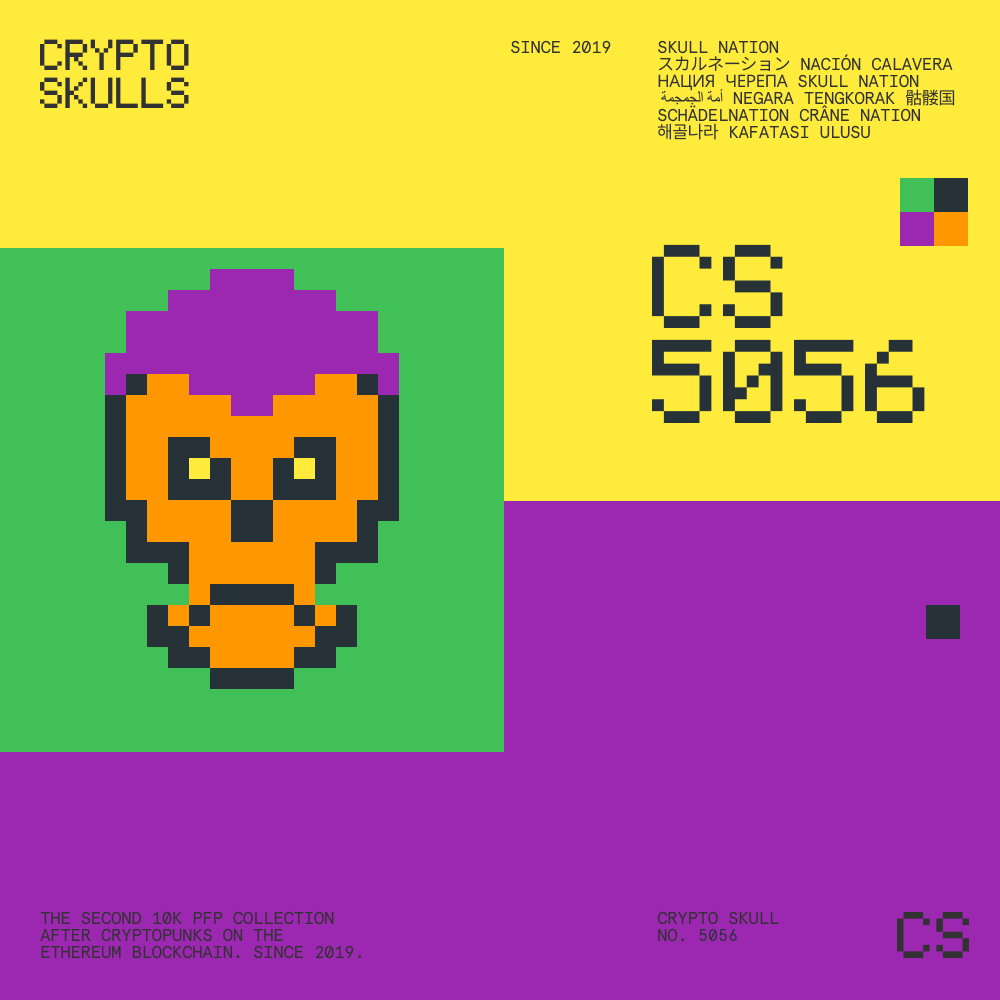 CRYPTO
SKULLS
SINCE 2019
SKULL NATION
スカルネーション NACIÓN CALAVERA
НАЦИЯ ЧЕРЕПА SKULL NATION
أمة الجمجمة NEGARA TENGKORAK 骷髅国
SCHÄDELNATION CRÂNE NATION
해골나라 KAFATASI ULUSU
CS
5056
THE SECOND 10K PFP COLLECTION
AFTER CRYPTOPUNKS ON THE
ETHEREUM BLOCKCHAIN. SINCE 2019.
CRYPTO SKULL
NO. 5056
CS